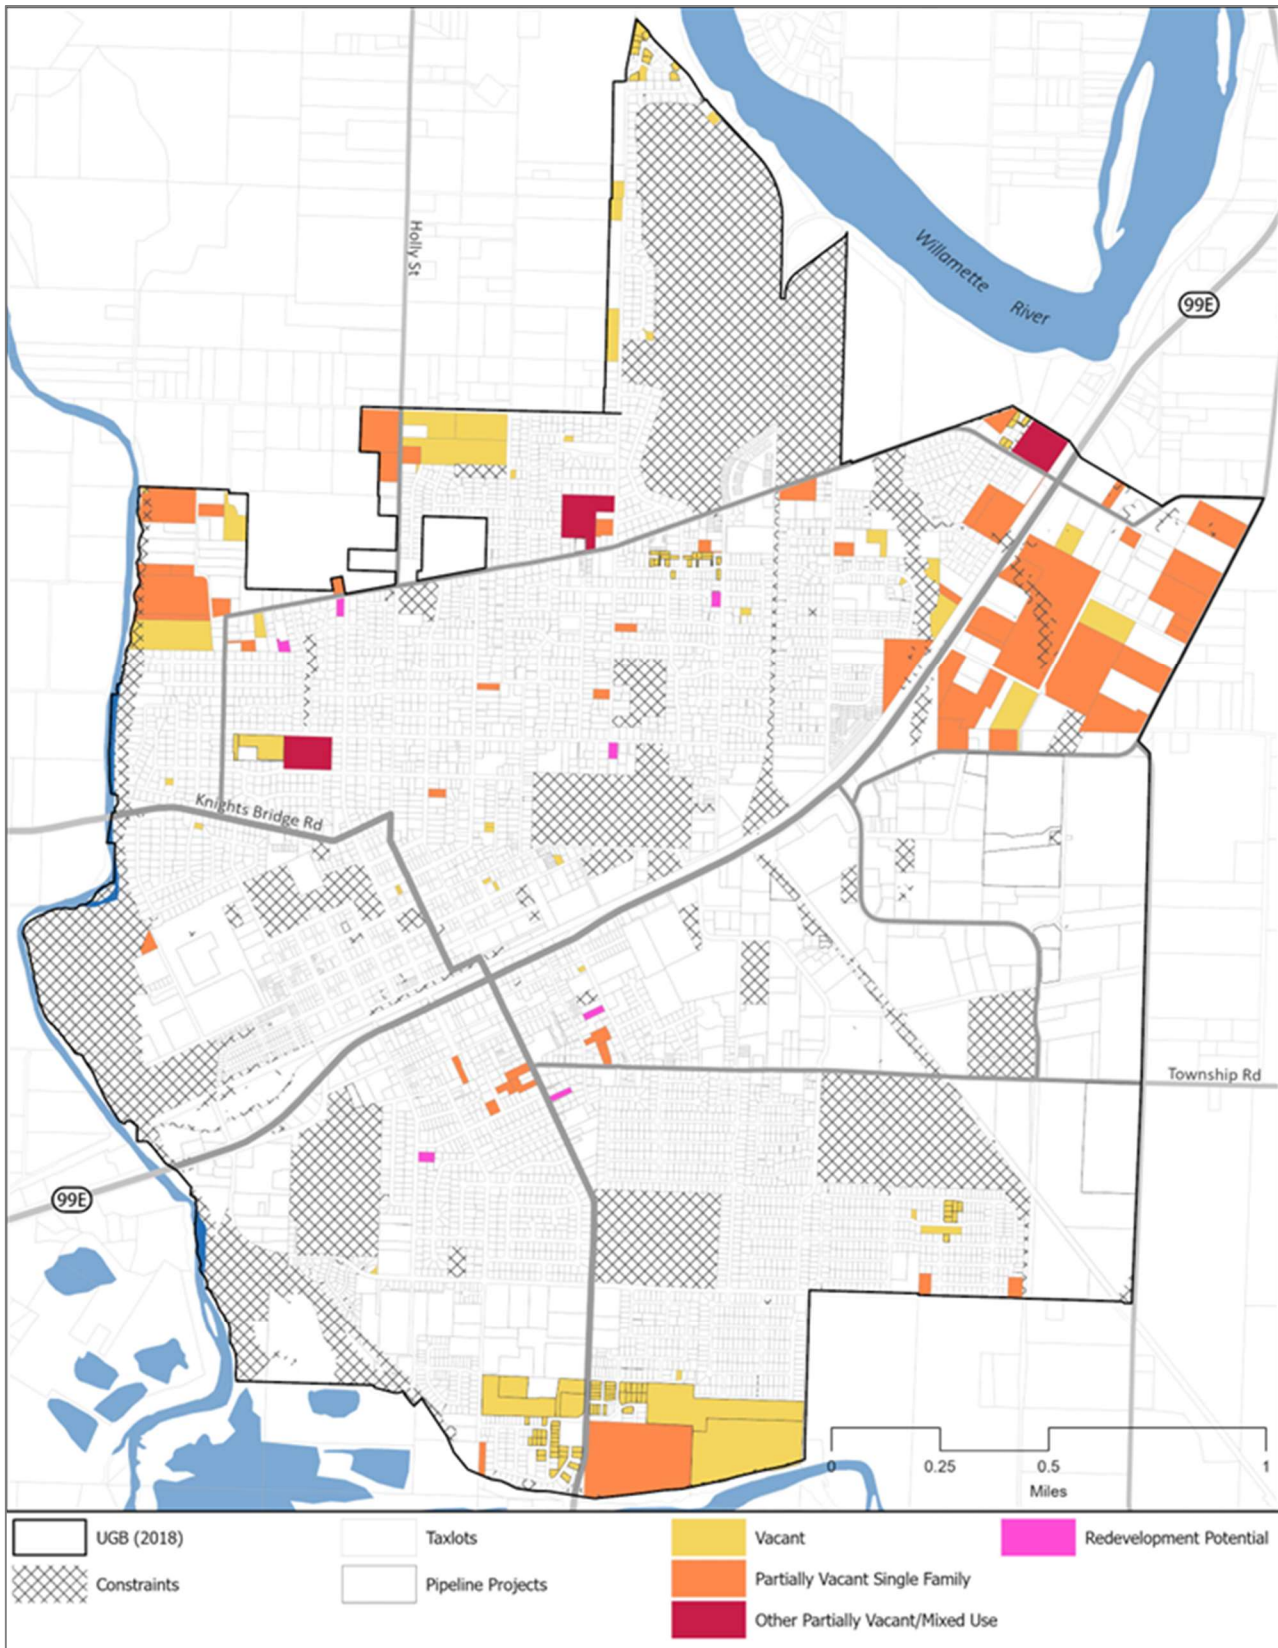 Holly St
Willamette
River
99E
Knights Bridge Rd
Township Rd
99E
0 0.25 0.5 1
Miles
UGB (2018)
Taxlots
Vacant
Redevelopment Potential
Constraints
Pipeline Projects
Partially Vacant Single Family
Other Partially Vacant/Mixed Use